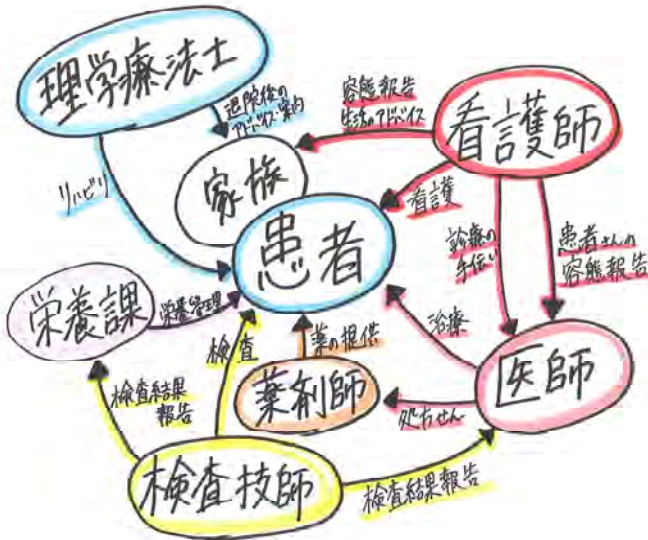 理学療法士
退院後の
アドバイス・案内
容態報告
生活のアドバイス
看護師
家族
リハビリ
看護
患者
診療の
手伝い
患者さんの
容態報告
栄養課
栄養管理
検査
薬の提供
治療
医師
検査結果
報告
薬剤師
処方せん
検査技師
検査結果報告